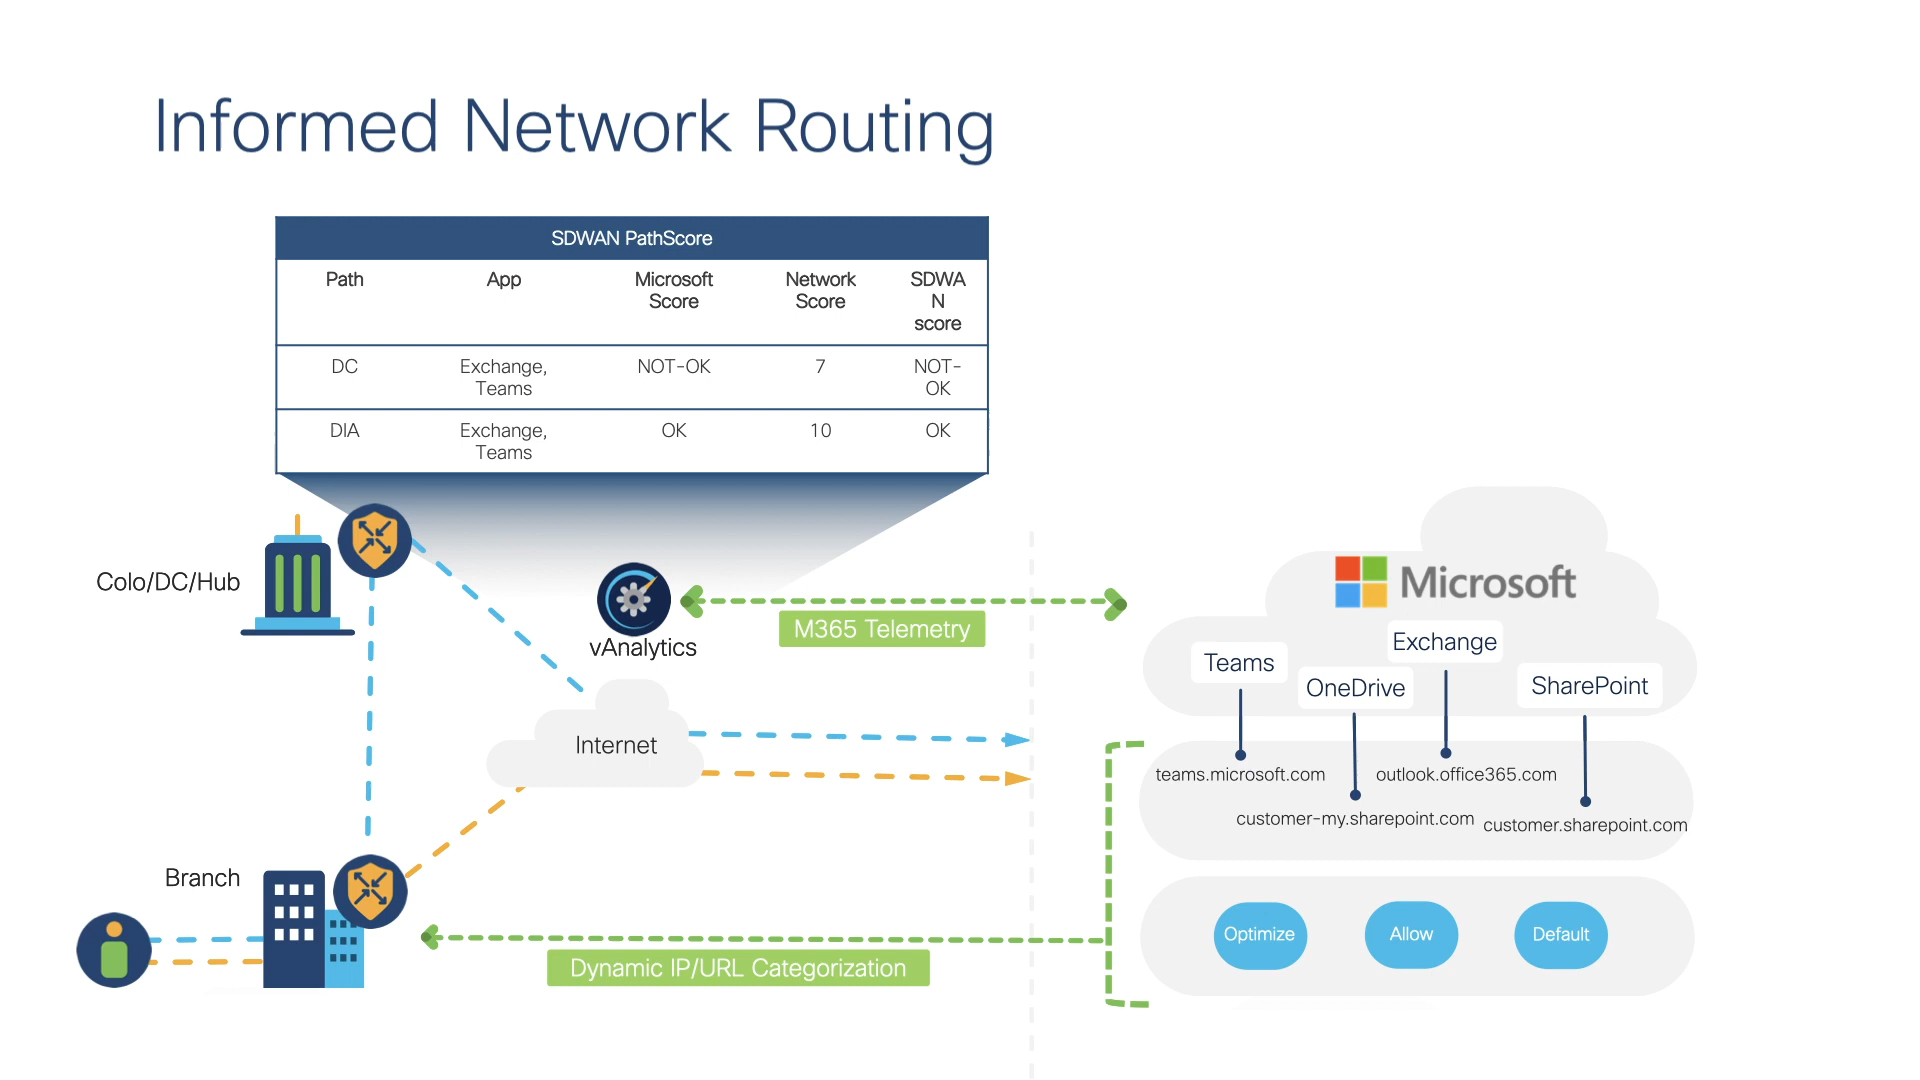 Informed Network Routing
SDWAN PathScore
Path
App
Microsoft
Score
Network
Score
SDWA
N
score
DC
Exchange,
Teams
NOT-OK
7
NOT-
OK
DIA
Exchange,
Teams
OK
10
OK
Colo/DC/Hub
vAnalytics
M365 Telemetry
Microsoft
Teams
OneDrive
Exchange
SharePoint
Internet
teams.microsoft.com
outlook.office365.com
customer-my.sharepoint.com
customer.sharepoint.com
Branch
Optimize
Allow
Default
Dynamic IP/URL Categorization